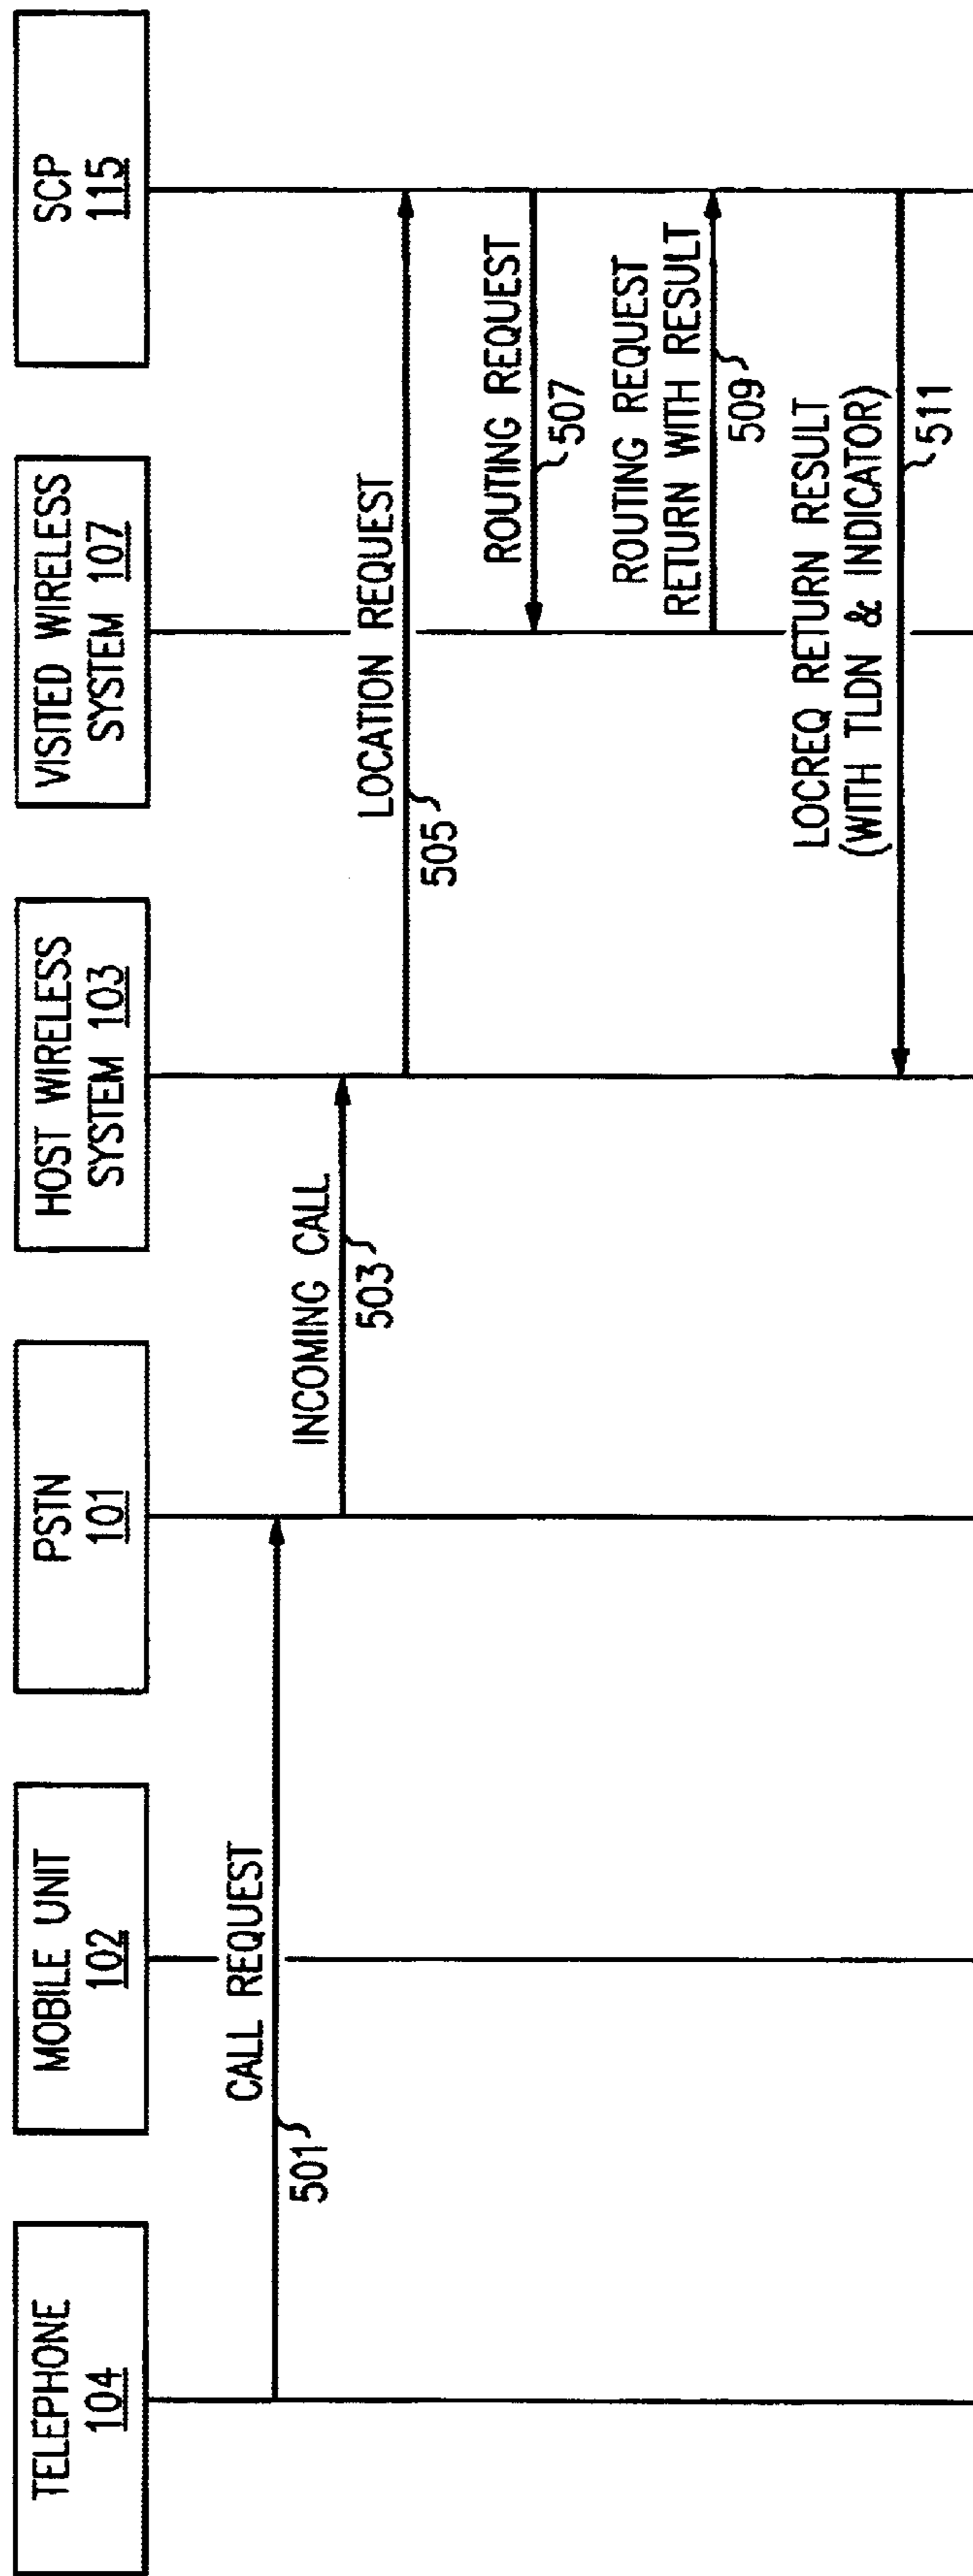 TELEPHONE
104
MOBILE UNIT
102
PSTN
101
HOST WIRELESS
SYSTEM 103
VISITED WIRELESS
SYSTEM 107
SCP
115
CALL REQUEST
501
INCOMING CALL
503
LOCATION REQUEST
505
ROUTING REQUEST
507
ROUTING REQUEST
RETURN WITH RESULT
509
LOCREQ RETURN RESULT
(WITH TLDN & INDICATOR)
511